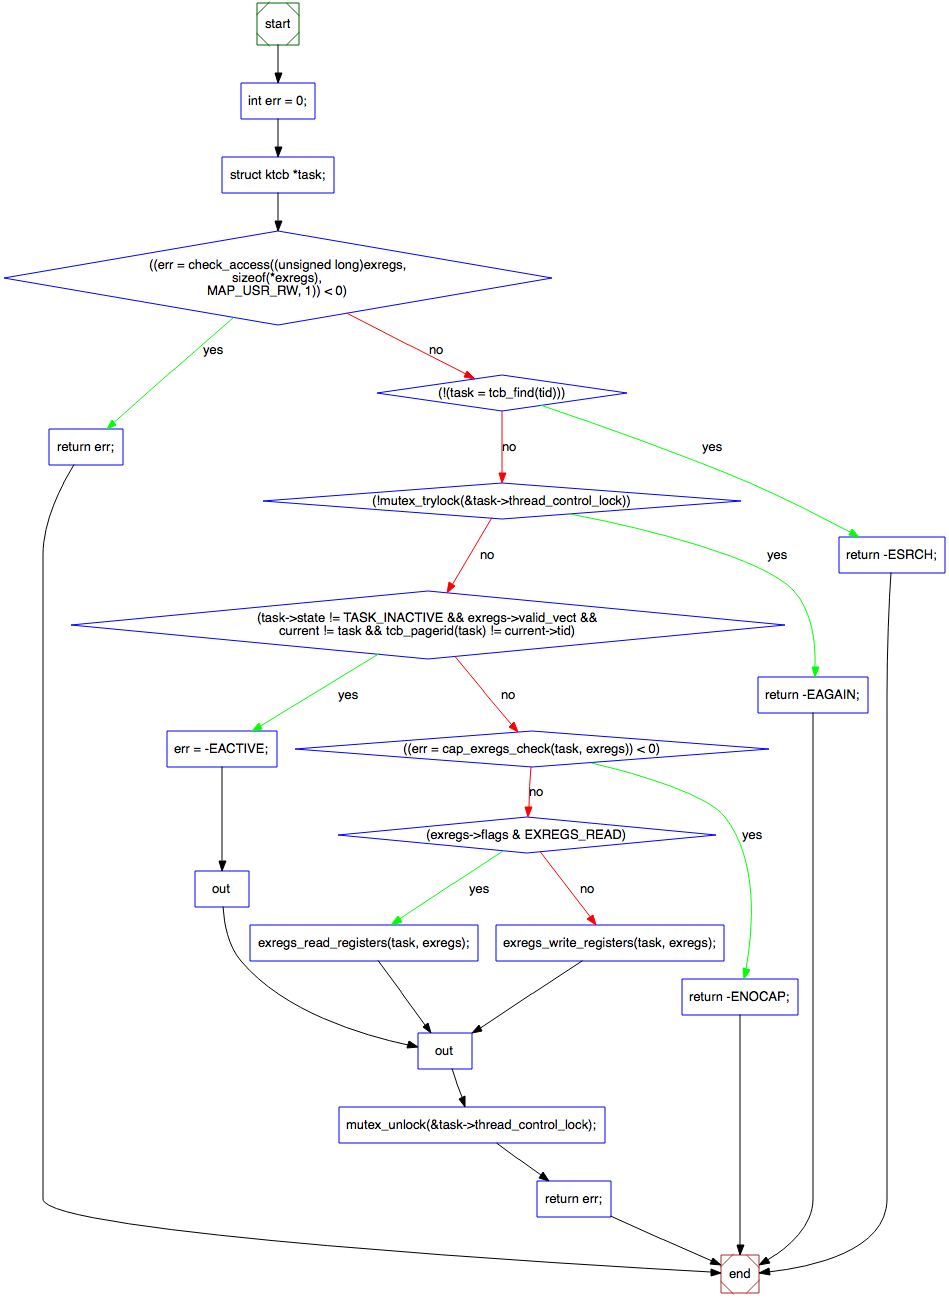 start
int err = 0;
struct ktcb *task;
((err = check_access((unsigned long)exregs,
sizeof(*exregs),
MAP_USR_RW, 1)) < 0)
yes
no
(!(task = tcb_find(tid)))
return err;
no
yes
(!mutex_trylock(&task->thread_control_lock))
no
yes
return -ESRCH;
(task->state != TASK_INACTIVE && exregs->valid_vect &&
current != task && tcb_pagerid(task) != current->tid)
yes
no
return -EAGAIN;
err = -EACTIVE;
((err = cap_exregs_check(task, exregs)) < 0)
no
yes
(exregs->flags & EXREGS_READ)
out
yes
no
exregs_read_registers(task, exregs);
exregs_write_registers(task, exregs);
return -ENOCAP;
out
mutex_unlock(&task->thread_control_lock);
return err;
end